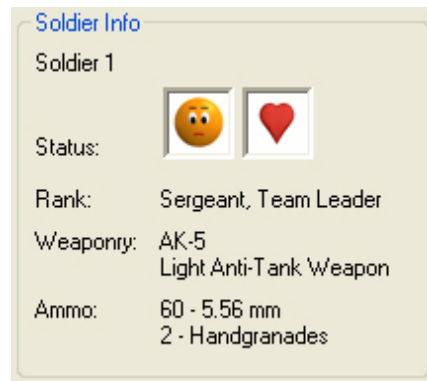 Soldier Info
Soldier 1
Status:
Rank: Sergeant, Team Leader
Weaponry: AK-5
Light Anti-Tank Weapon
Ammo: 60 - 5.56 mm
2 - Handgranades